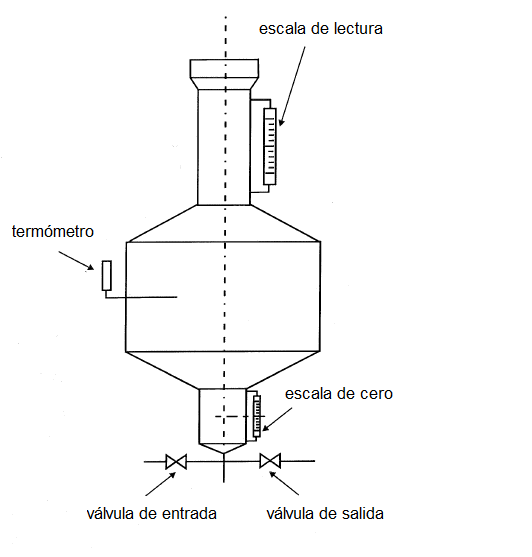 escala de lectura
termómetro
escala de cero
válvula de entrada
válvula de salida